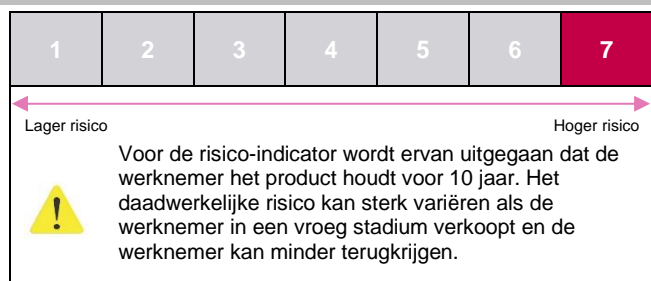 1 2 3 4 5 6 7
Lager risico Hoger risico
Voor de risico-indicator wordt ervan uitgegaan dat de
werknemer het product houdt voor 10 jaar. Het
daadwerkelijke risico kan sterk variëren als de
werknemer in een vroeg stadium verkoopt en de
werknemer kan minder terugkrijgen.